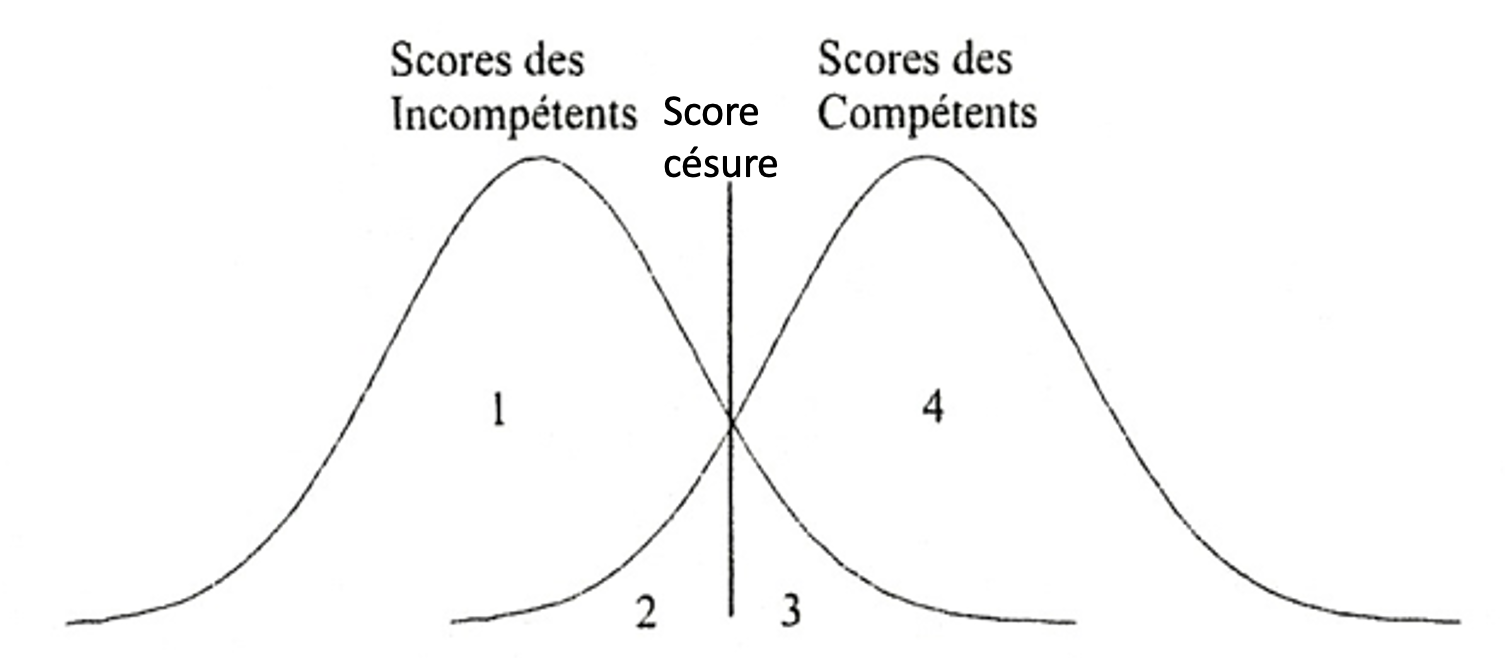 Scores des
Incompétents
Score
césure
Scores des
Compétents
1
4
2
3